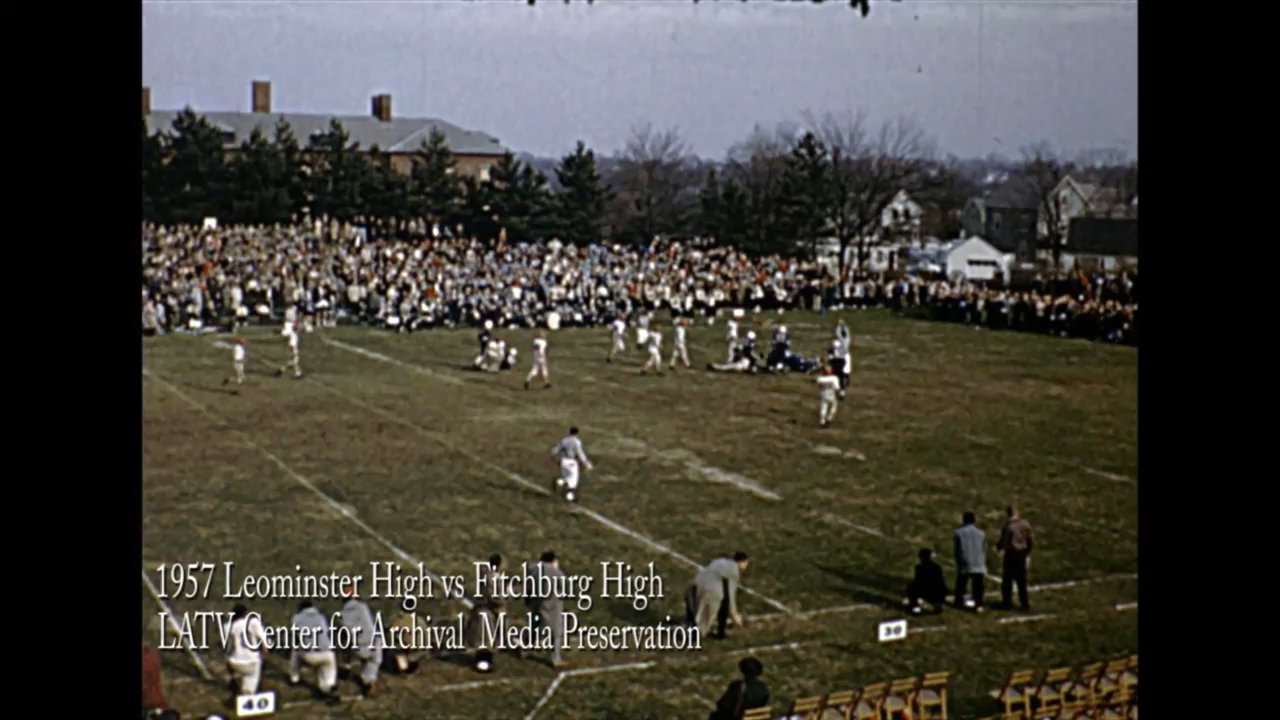 30
1957 Leominster High vs Fitchburg High
LATV Center for Archival Media Preservation
40